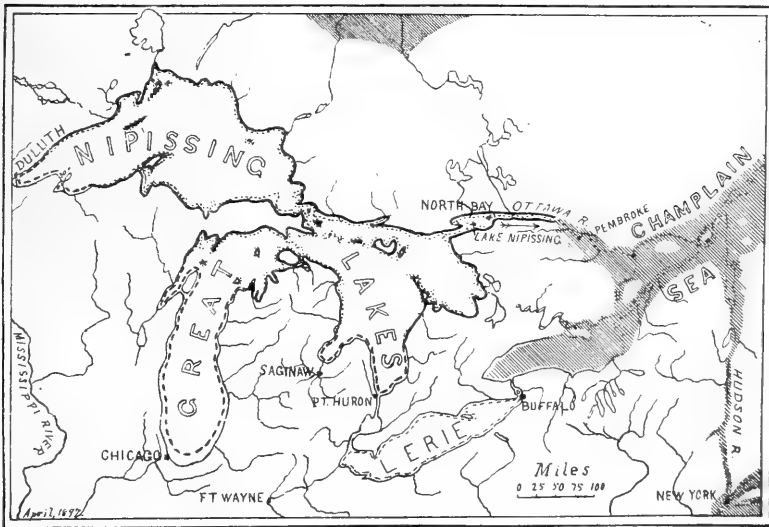 DULUTH
NIPISSING
NORTH BAY
OTTAWA R.
PEMBROKE
CHAMPLAIN
SEA
LAKE NIPISSING
GREAT
LAKES
MISSISSIPPI RIVER
SAGINAW
PT. HURON
HUDSON R.
BUFFALO
L ERIE
CHICAGO
Miles
0 25 50 75 100
FT WAYNE
NEW YORK
April, 1897